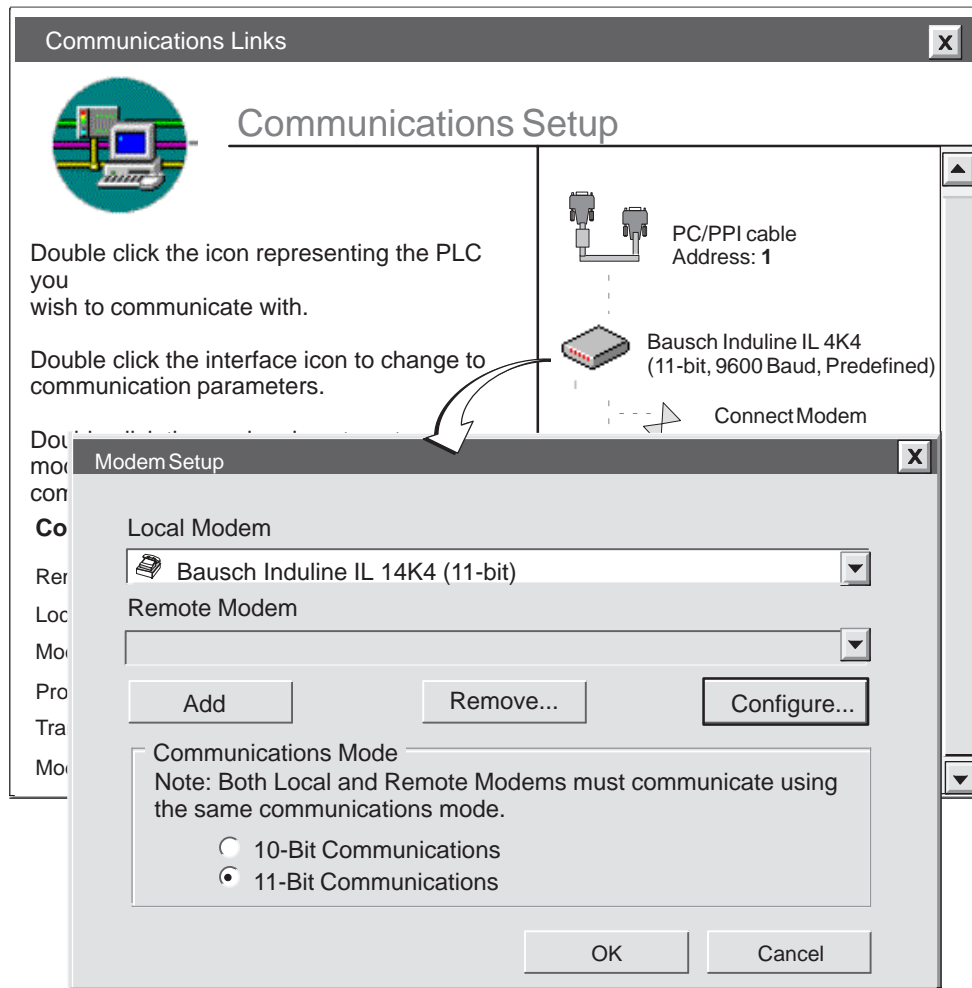 Communications Links
Communications Setup
Double click the icon representing the PLC
you
wish to communicate with.
Double click the interface icon to change to
communication parameters.
PC/PPI cable
Address: 1
Bausch Induline IL 4K4
(11-bit, 9600 Baud, Predefined)
Connect Modem
Modem Setup
Local Modem
Bausch Induline IL 14K4 (11-bit)
Remote Modem
Add
Remove...
Configure...
Communications Mode
Note: Both Local and Remote Modems must communicate using
the same communications mode.
10-Bit Communications
11-Bit Communications
OK
Cancel